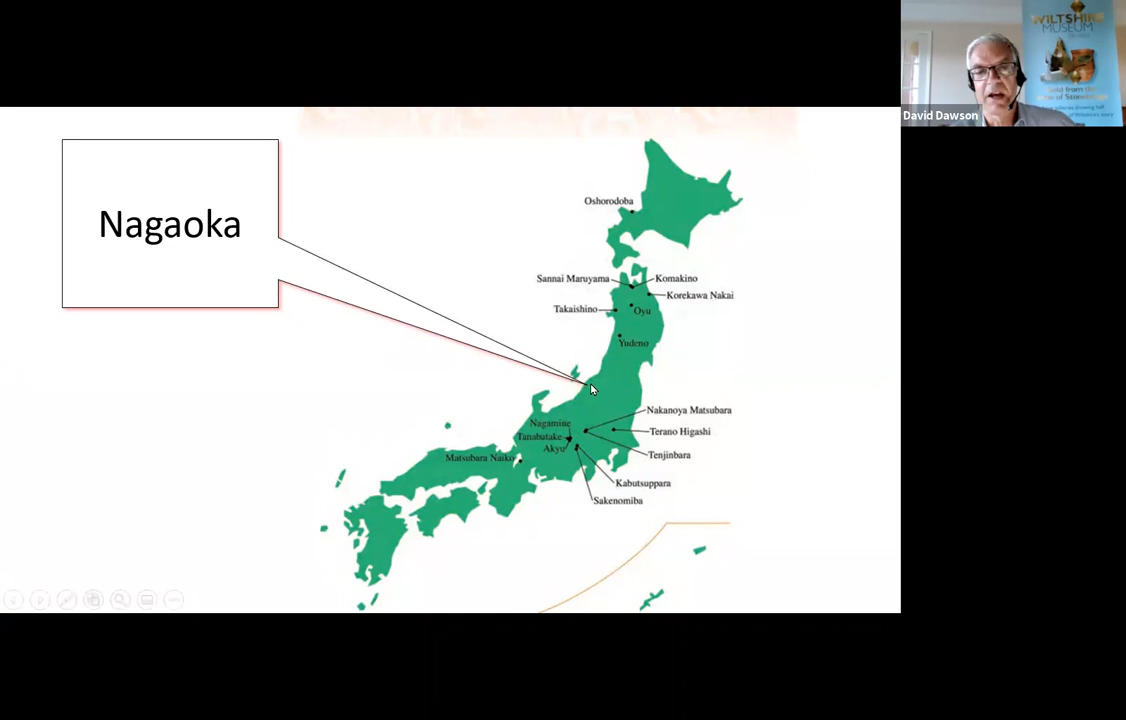 WILTSHIRE
MUSEUM
David Dawson
Nagaoka
Oshorodoba
Sannai Maruyama
Komakino
Korekawa Nakai
Takaishino
Oyu
Yudeno
Nakanoya Matsubara
Nagamine
Terano Higashi
Tanabutake
Akyu
Tenjinbara
Matsubara Naiko
Kabutsuppara
Sakenomiba